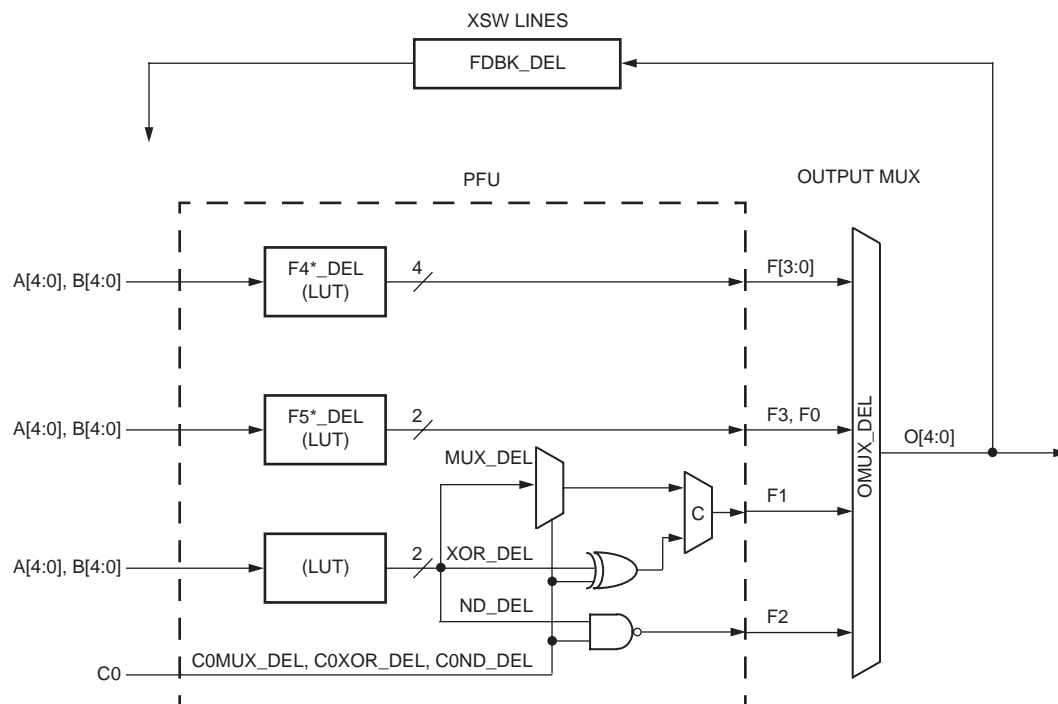 XSW LINES
FDBK_DEL
PFU
OUTPUT MUX
A[4:0], B[4:0]
F4*_DEL
(LUT)
4
F[3:0]
A[4:0], B[4:0]
F5*_DEL
(LUT)
2
F3, F0
OMUX_DEL
O[4:0]
MUX_DEL
C
F1
A[4:0], B[4:0]
(LUT)
2
XOR_DEL
ND_DEL
F2
C0
C0MUX_DEL, C0XOR_DEL, C0ND_DEL